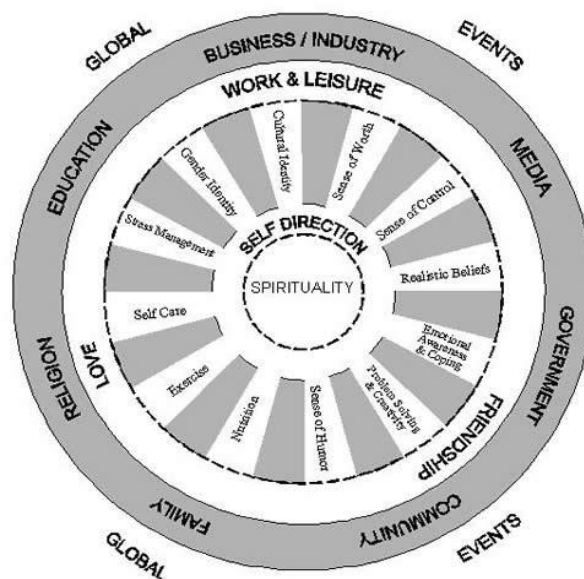 GLOBAL
EVENTS
BUSINESS / INDUSTRY
MEDIA
GOVERNMENT
COMMUNITY
FAMILY
RELIGION
EDUCATION
WORK & LEISURE
FRIENDSHIP
LOVE
Sense of Worth
Sense of Control
Realistic Beliefs
Emotional
Awareness
& Coping
Problem Solving
& Creativity
Sense of Humor
Nutrition
Exercise
Self Care
Stress Management
Gender Identity
Cultural Identity
SELF DIRECTION
SPIRITUALITY
GLOBAL
EVENTS